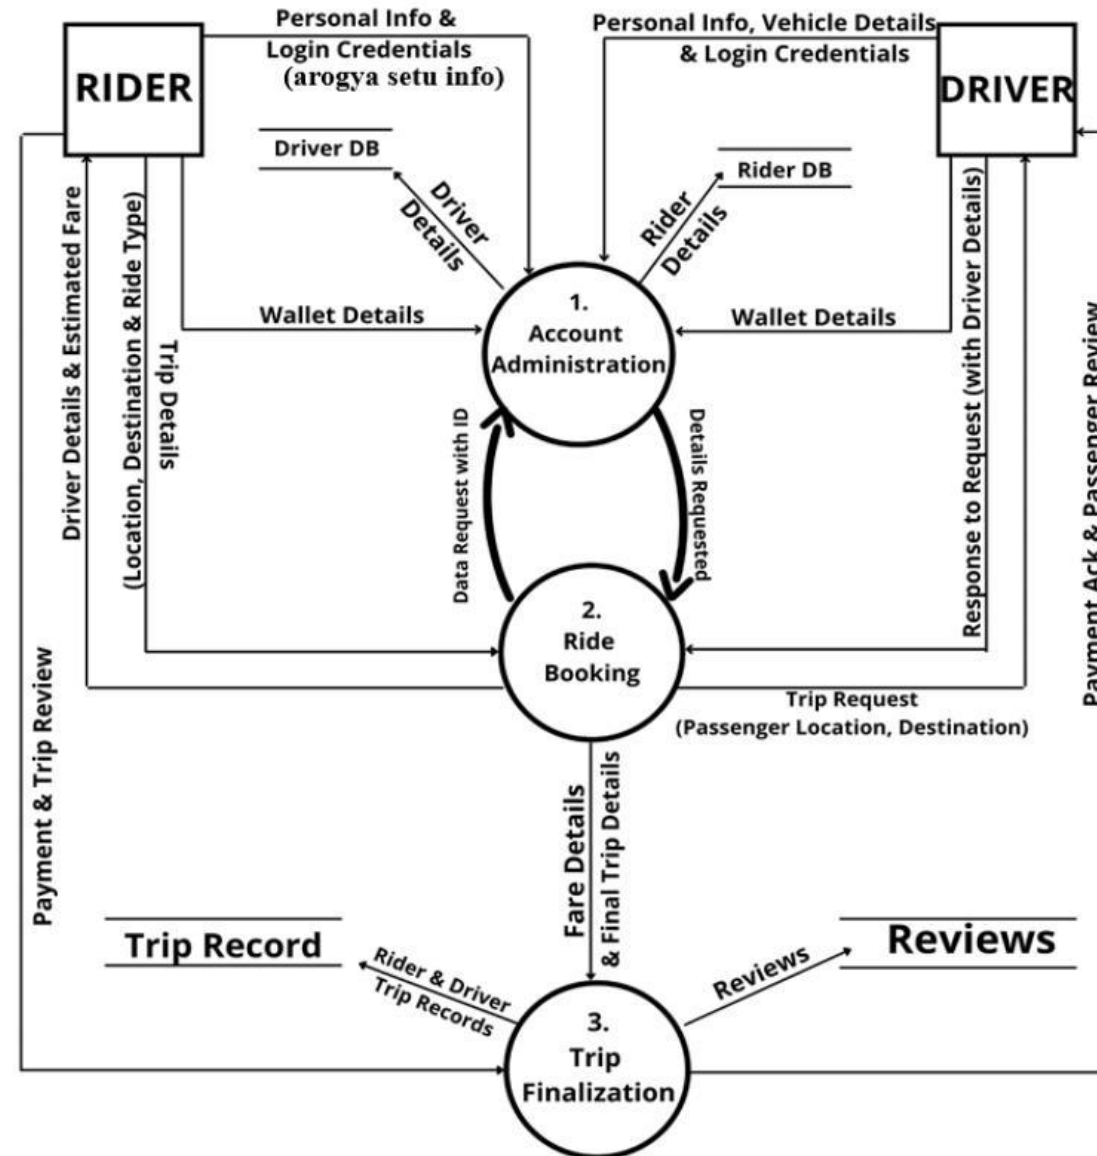 Personal Info &
Login Credentials
(arogya setu info)
Personal Info, Vehicle Details
& Login Credentials
RIDER
DRIVER
Driver DB
Rider DB
Driver
Details
Rider
Details
1.
Account
Administration
Wallet Details
Wallet Details
Driver Details & Estimated Fare
(Location, Destination & Ride Type)
Trip Details
Data Request with ID
Details Requested
Response to Request (with Driver Details)
Payment Ack & Passenger Review
2.
Ride
Booking
Trip Request
(Passenger Location, Destination)
Payment & Trip Review
Fare Details
& Final Trip Details
Trip Record
Rider & Driver
Trip Records
Reviews
Reviews
3.
Trip
Finalization